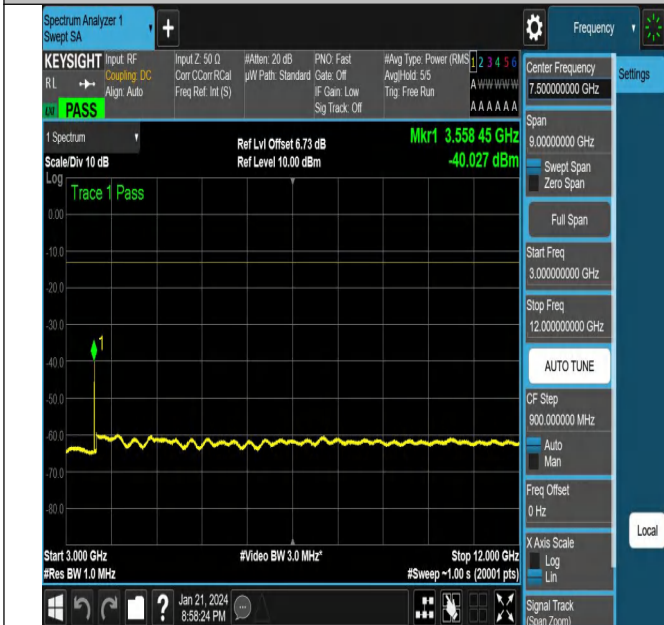 Spectrum Analyzer 1
Swept SA
Frequency
KEYSIGHT
RL
PASS
Input: RF
Coupling: DC
Align: Auto
Input Z: 50 Ω
Corr CCorr RCal
Freq Ref: Int (S)
#Atten: 20 dB
µW Path: Standard
PNO: Fast
Gate: Off
IF Gain: Low
Sig Track: Off
#Avg Type: Power (RMS
Avg|Hold: 5/5
Trig: Free Run
1 2 3 4 5 6
A W W W W W
A A A A A A
Center Frequency
7.500000000 GHz
Settings
1 Spectrum
Scale/Div 10 dB
Ref Lvl Offset 6.73 dB
Ref Level 10.00 dBm
Mkr1 3.558 45 GHz
-40.027 dBm
Span
9.00000000 GHz
Swept Span
Zero Span
Full Span
Start Freq
3.000000000 GHz
Stop Freq
12.000000000 GHz
AUTO TUNE
CF Step
900.000000 MHz
Auto
Man
Freq Offset
0 Hz
X Axis Scale
Log
Lin
Local
Signal Track
(Span Zoom)
Log
Trace 1 Pass
0.00
-10.0
-20.0
-30.0
1
-40.0
-50.0
-60.0
-70.0
-80.0
Start 3.000 GHz
#Video BW 3.0 MHz*
Stop 12.000 GHz
#Res BW 1.0 MHz
#Sweep ~1.00 s (20001 pts)
Jan 21, 2024
8:58:24 PM